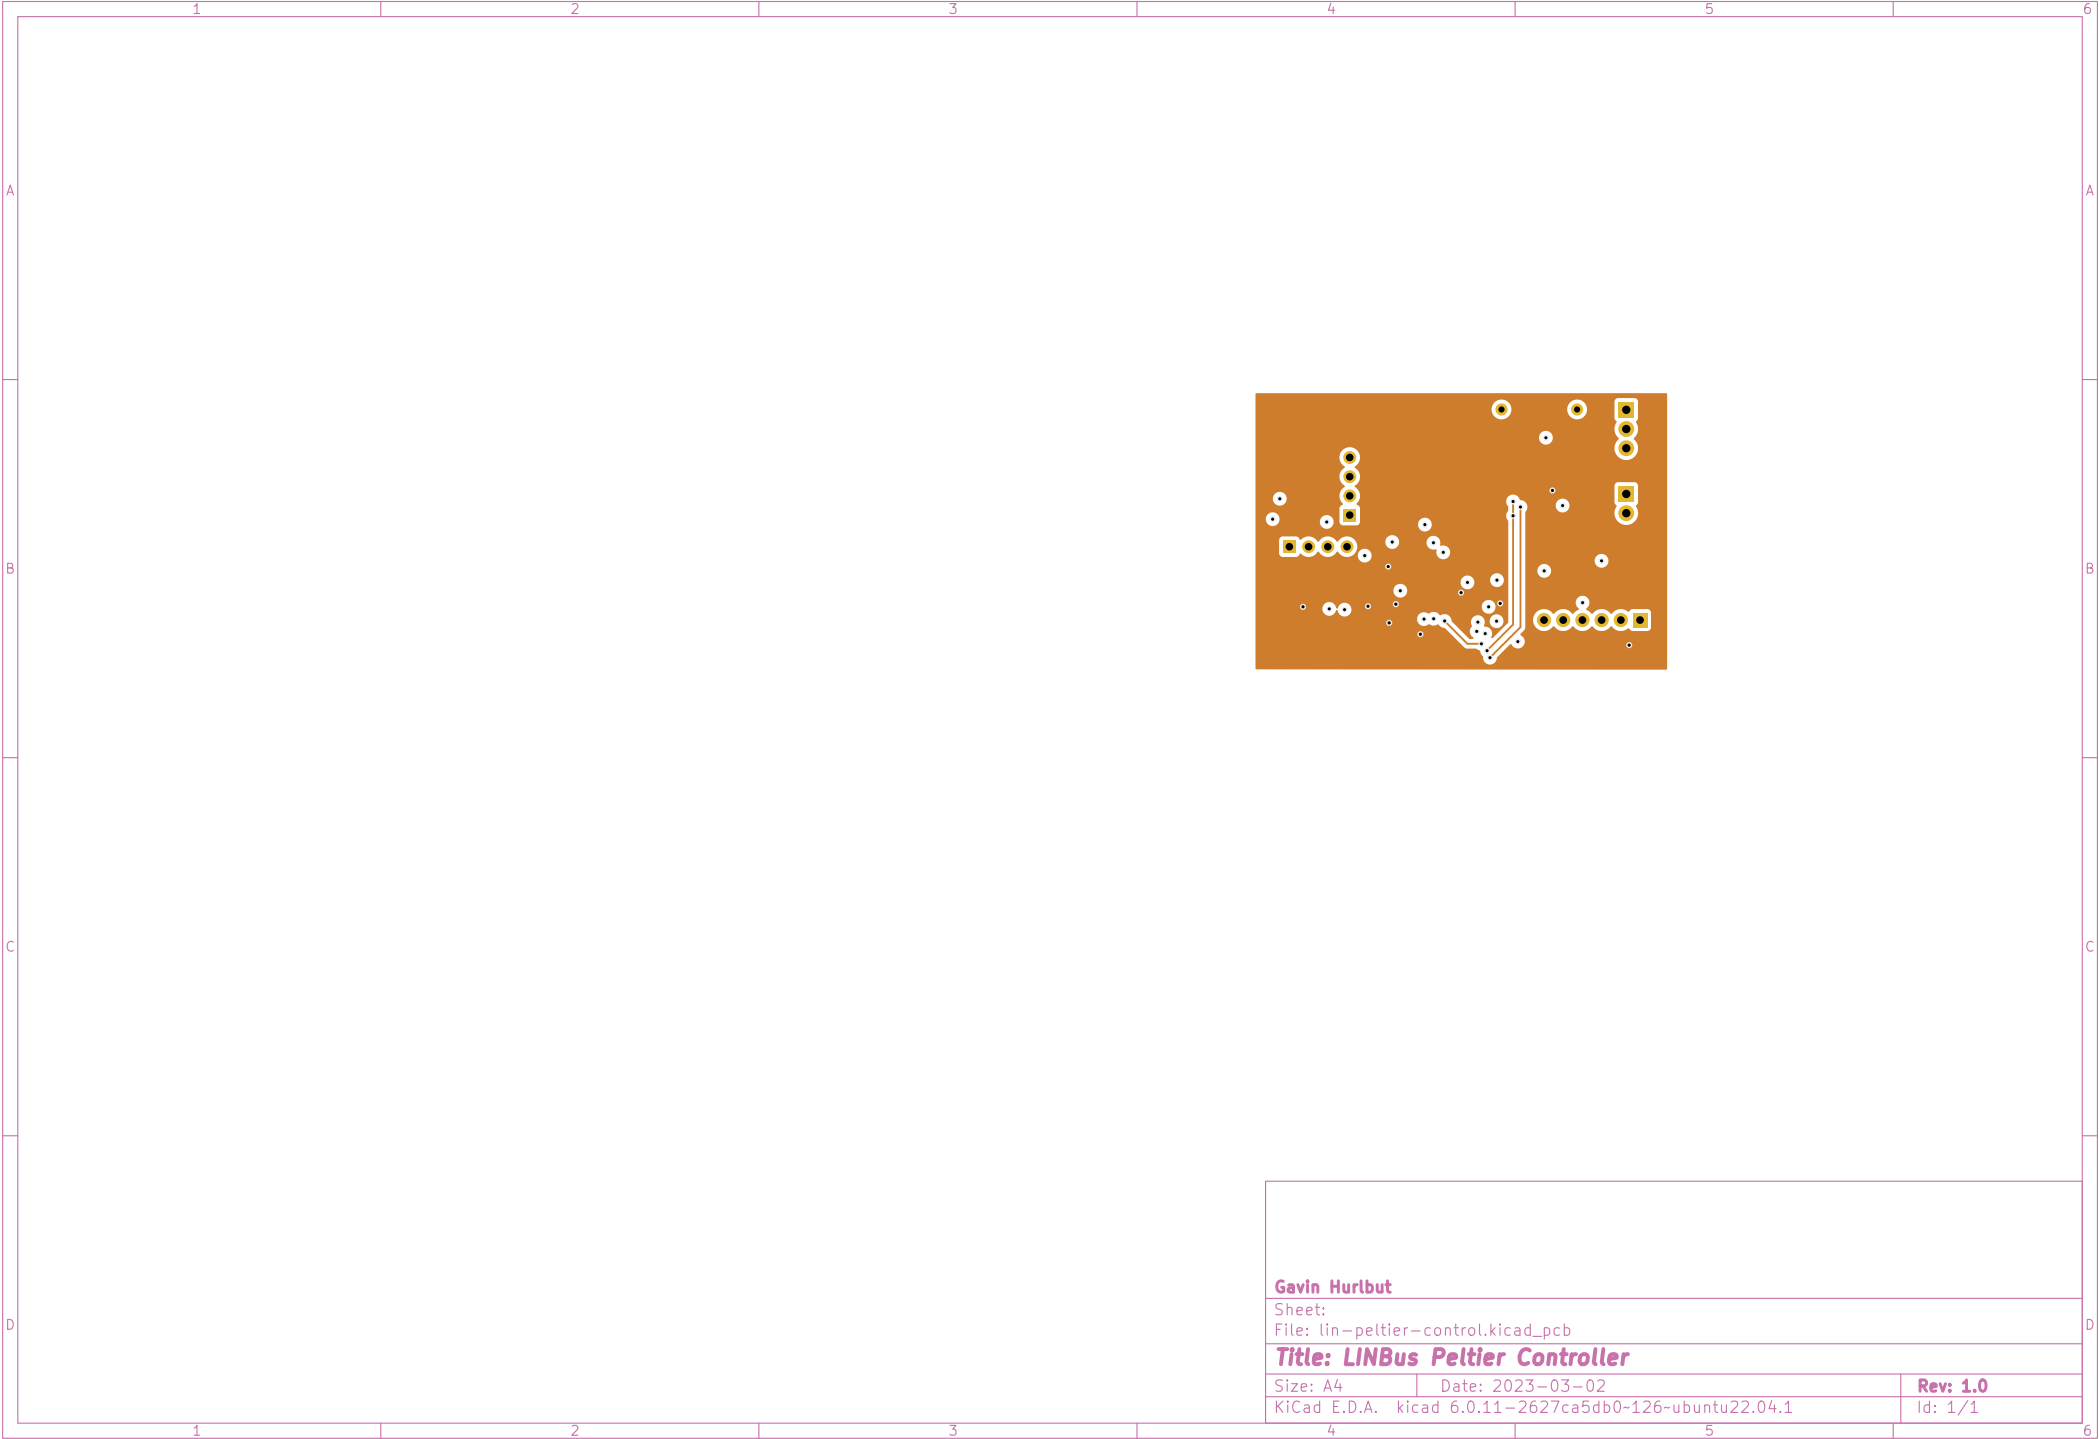 1 2 3 4 5 6
A A
B B
C C
Gavin Hurlbut
Sheet:
File: lin-peltier-control.kicad_pcb
D D
Title: LINBus Peltier Controller
Size: A4 Date: 2023-03-02 Rev: 1.0
KiCad E.D.A. kicad 6.0.11-2627ca5db0~126~ubuntu22.04.1 Id: 1/1
1 2 3 4 5 6